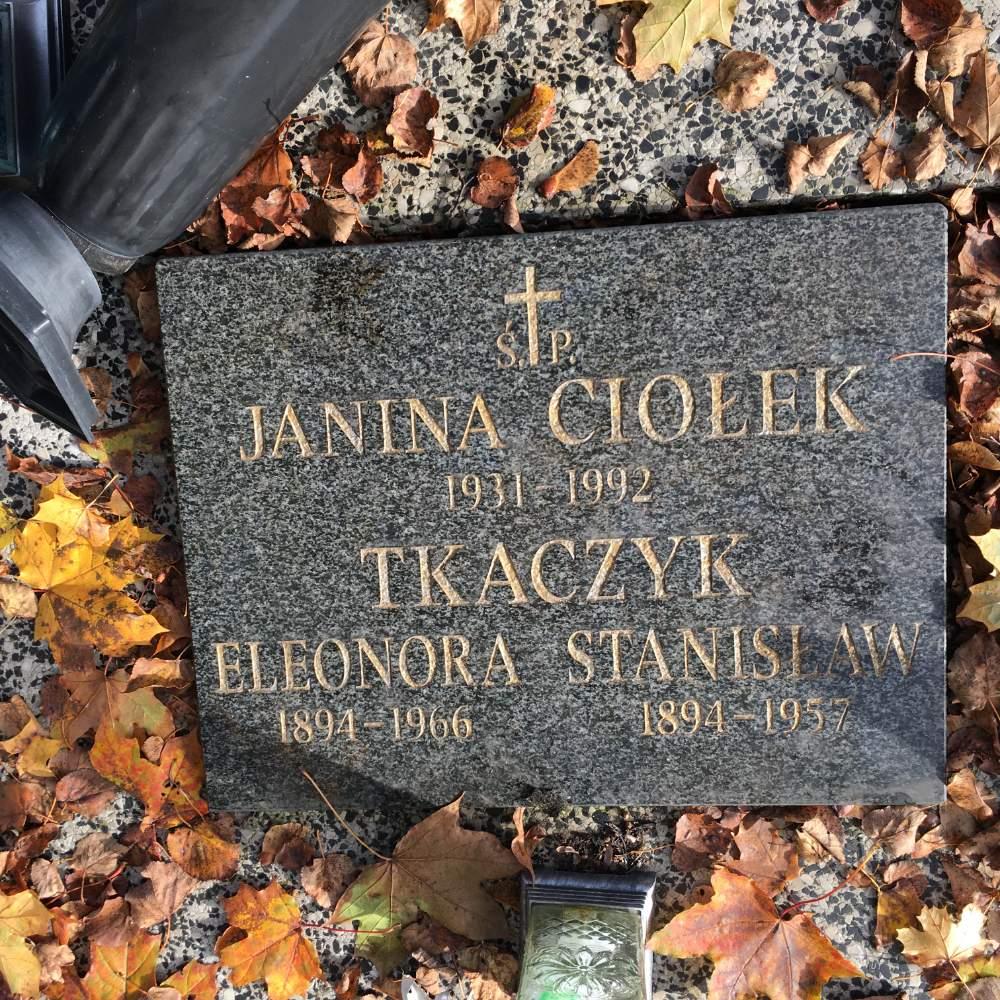 Ś. P.
JANINA CIOŁEK
1931-1992
TKACZYK
ELEONORA STANISŁAW
1894-1966 1894-1957